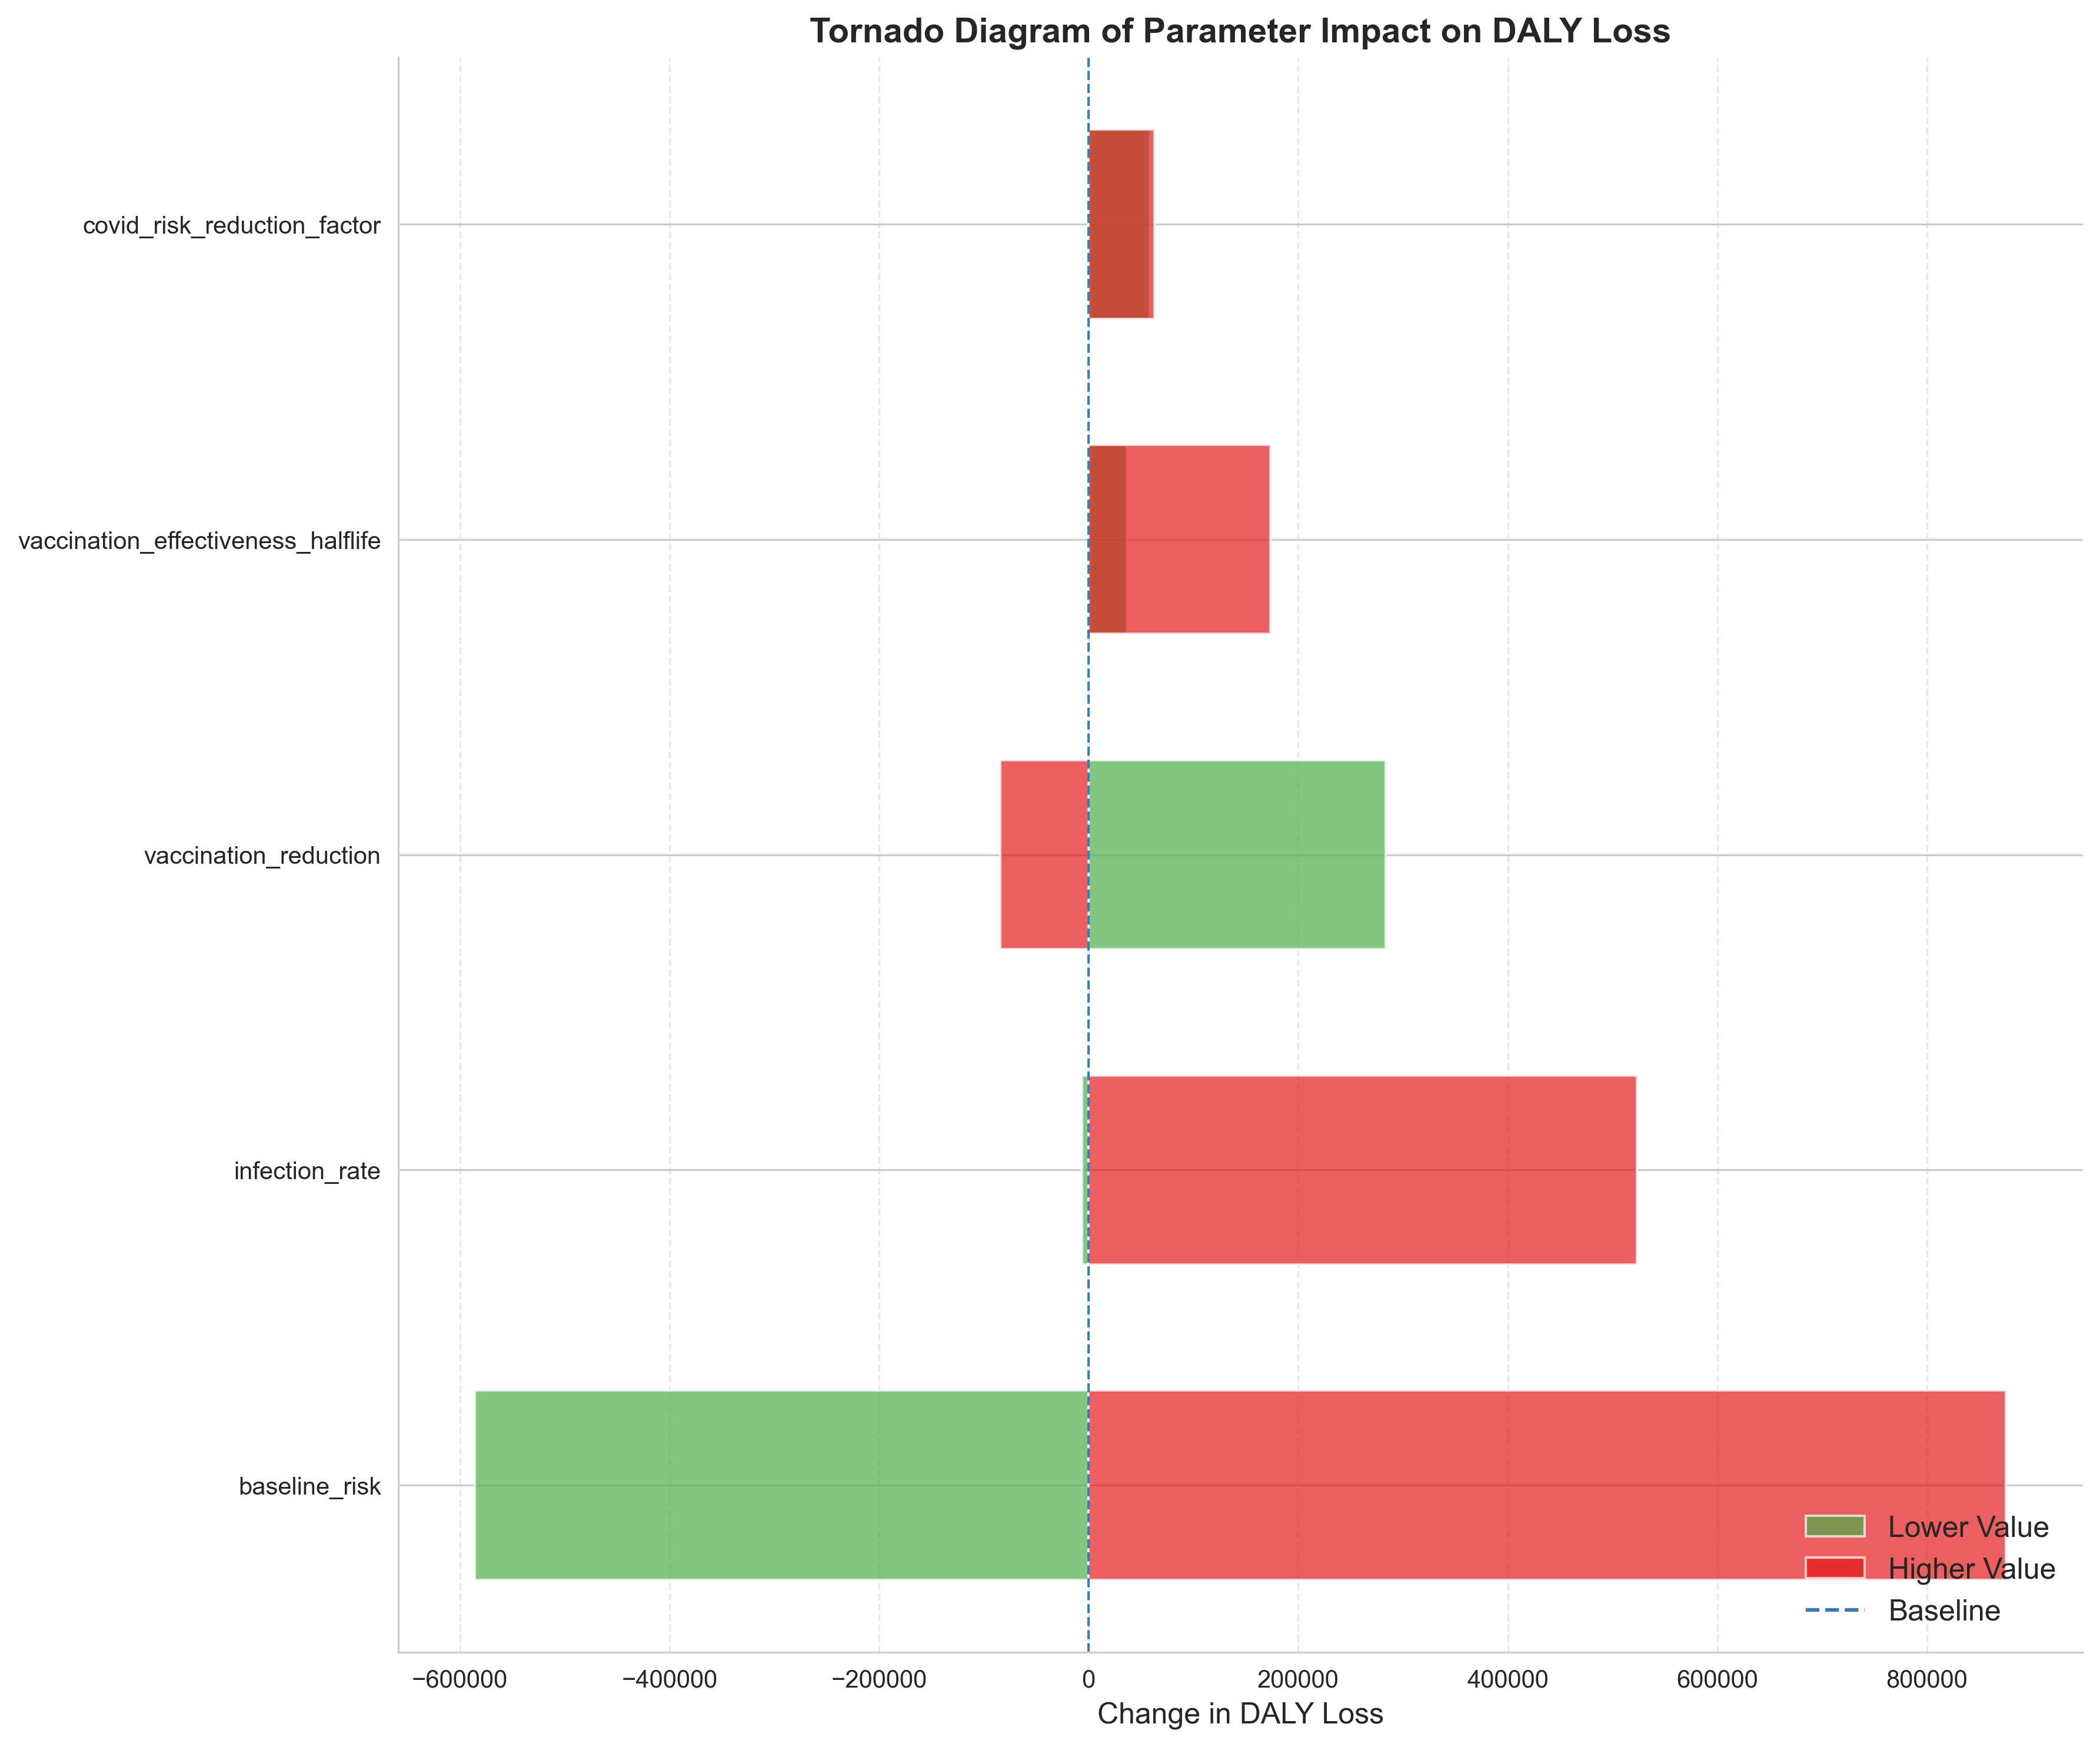 Tornado Diagram of Parameter Impact on DALY Loss
covid_risk_reduction_factor
vaccination_effectiveness_halflife
vaccination_reduction
infection_rate
baseline_risk
Lower Value
Higher Value
Baseline
−600000 −400000 −200000 0 200000 400000 600000 800000
Change in DALY Loss